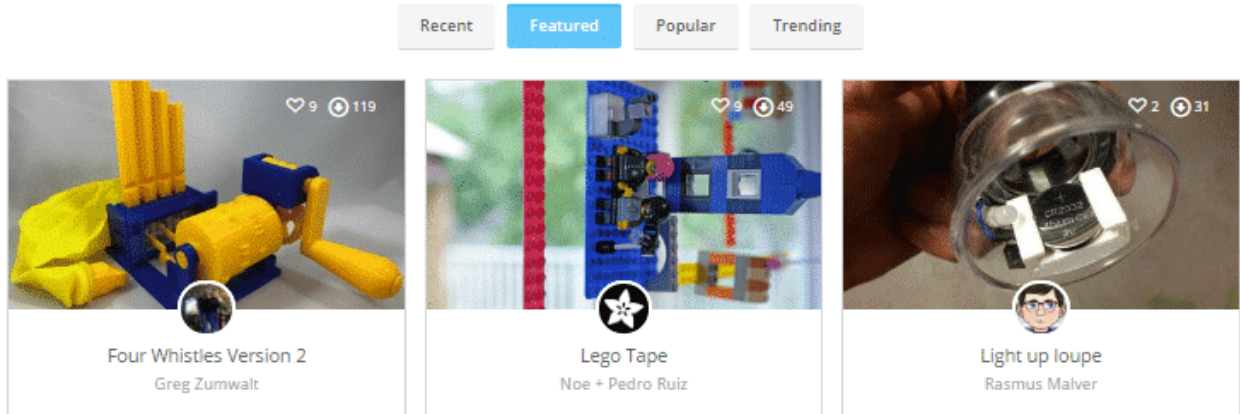 Recent
Featured
Popular
Trending
9 119
9 49
2 31
CR2032
3V
Four Whistles Version 2
Lego Tape
Light up loupe
Greg Zumwalt
Noe + Pedro Ruiz
Rasmus Malver